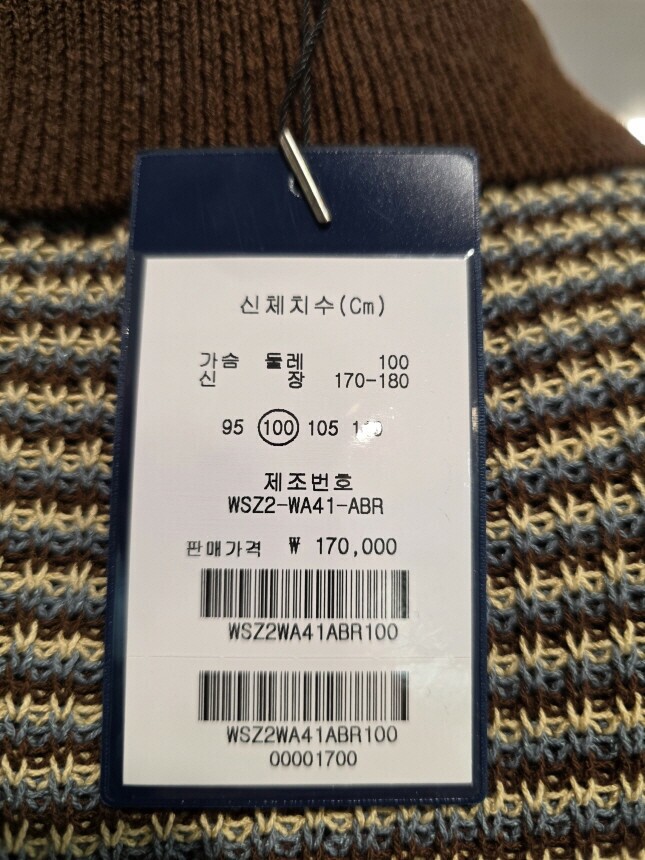 신체치수(Cm)
가슴 둘레 100
신 장 170-180
95 100 105
제조번호
WSZ2-WA41-ABR
판매가격 ₩ 170,000
WSZ2WA41ABR100
WSZ2WA41ABR100
00001700